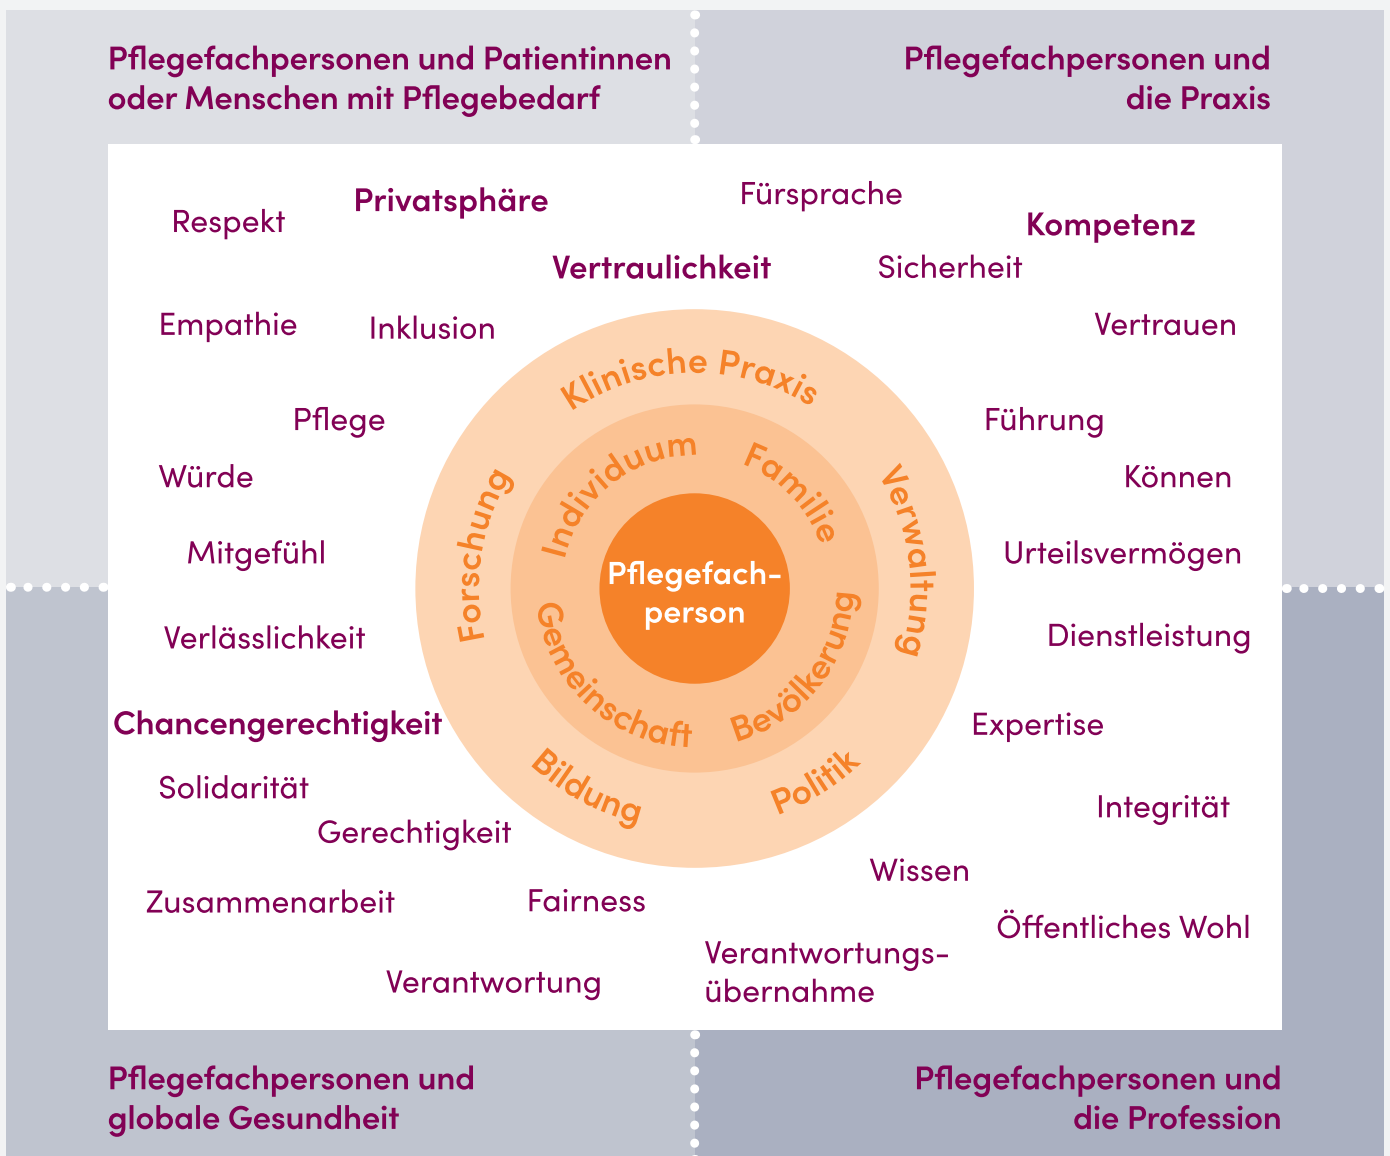 Pflegefachpersonen und Patientinnen
oder Menschen mit Pflegebedarf
Pflegefachpersonen und
die Praxis
Respekt
Privatsphäre
Fürsprache
Kompetenz
Vertraulichkeit
Sicherheit
Empathie
Inklusion
Vertrauen
Klinische Praxis
Pflege
Führung
Individuum
Familie
Würde
Können
Forschung
Verwaltung
Mitgefühl
Urteilsvermögen
Pflegefach-
person
Verlässlichkeit
Dienstleistung
Gemeinschaft
Bevölkerung
Chancengerechtigkeit
Expertise
Bildung
Politik
Solidarität
Integrität
Gerechtigkeit
Wissen
Zusammenarbeit
Fairness
Öffentliches Wohl
Verantwortung
Verantwortungs-
übernahme
Pflegefachpersonen und
globale Gesundheit
Pflegefachpersonen und
die Profession